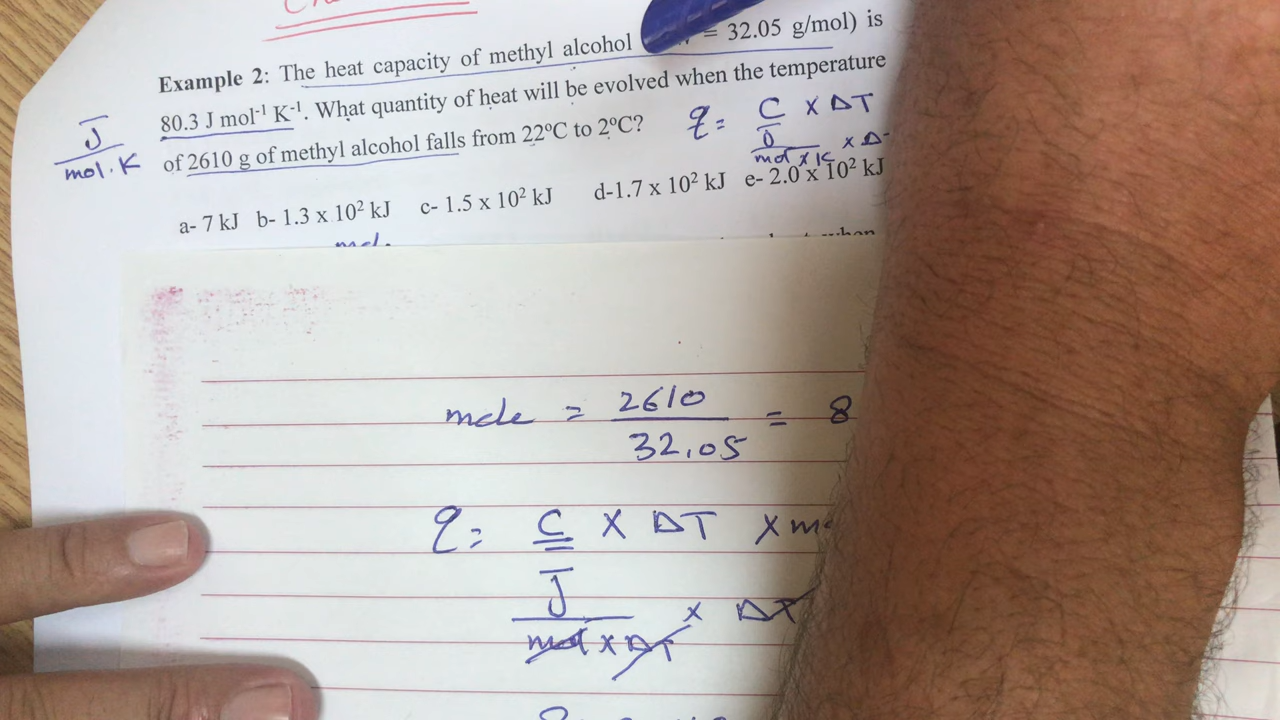 Example 2: The heat capacity of methyl alcohol = 32.05 g/mol) is
80.3 J mol⁻¹ K⁻¹. What quantity of heat will be evolved when the temperature
of 2610 g of methyl alcohol falls from 22ºC to 2ºC?
J
mol. K
q = C x ΔT
J
mol x K x Δ
a- 7 kJ b- 1.3 x 10² kJ c- 1.5 x 10² kJ d-1.7 x 10² kJ e- 2.0 x 10² kJ
mole = 2610
32.05 = 8
q = C x ΔT x m
J
mol x ΔT x ΔT